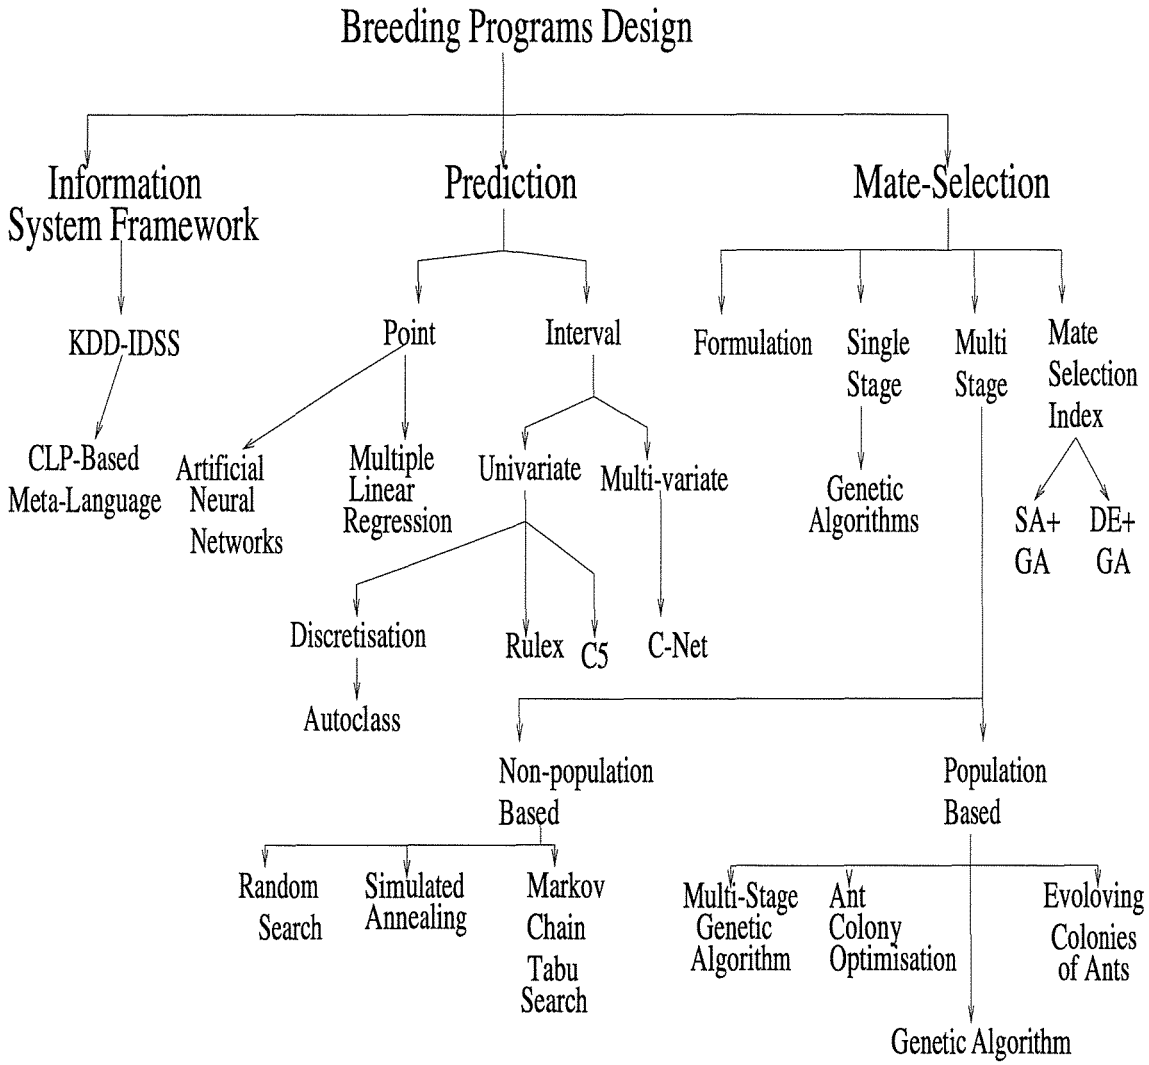 Breeding Programs Design
Information
System Framework
Prediction
Mate-Selection
KDD-IDSS
Point
Interval
Formulation
Single
Stage
Multi
Stage
Mate
Selection
Index
CLP-Based
Meta-Language
Artificial
Neural
Networks
Multiple
Linear
Regression
Univariate
Multi-variate
Genetic
Algorithms
SA+
GA
DE+
GA
Discretisation
Rulex
C5
C-Net
Autoclass
Non-population
Based
Population
Based
Random
Search
Simulated
Annealing
Markov
Chain
Tabu
Search
Multi-Stage
Genetic
Algorithm
Ant
Colony
Optimisation
Evoloving
Colonies
of Ants
Genetic Algorithm